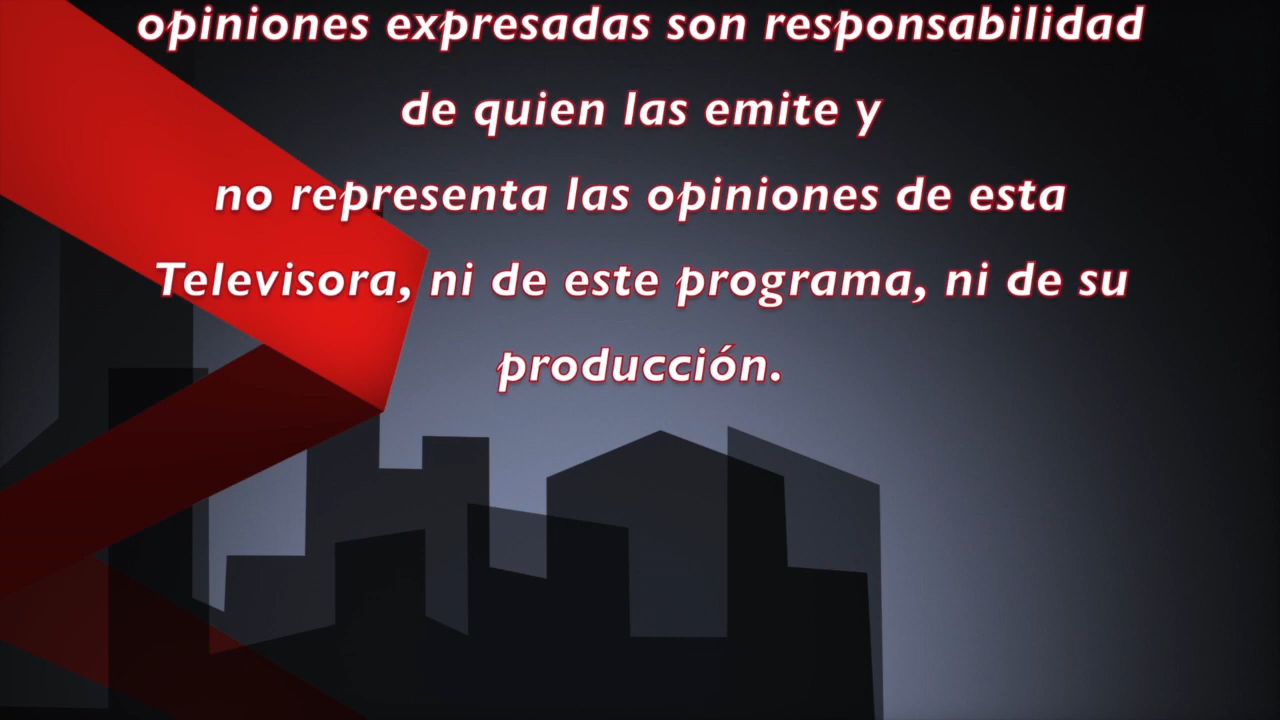 opiniones expresadas son responsabilidad
de quien las emite y
no representa las opiniones de esta
Televisora, ni de este programa, ni de su
producción.